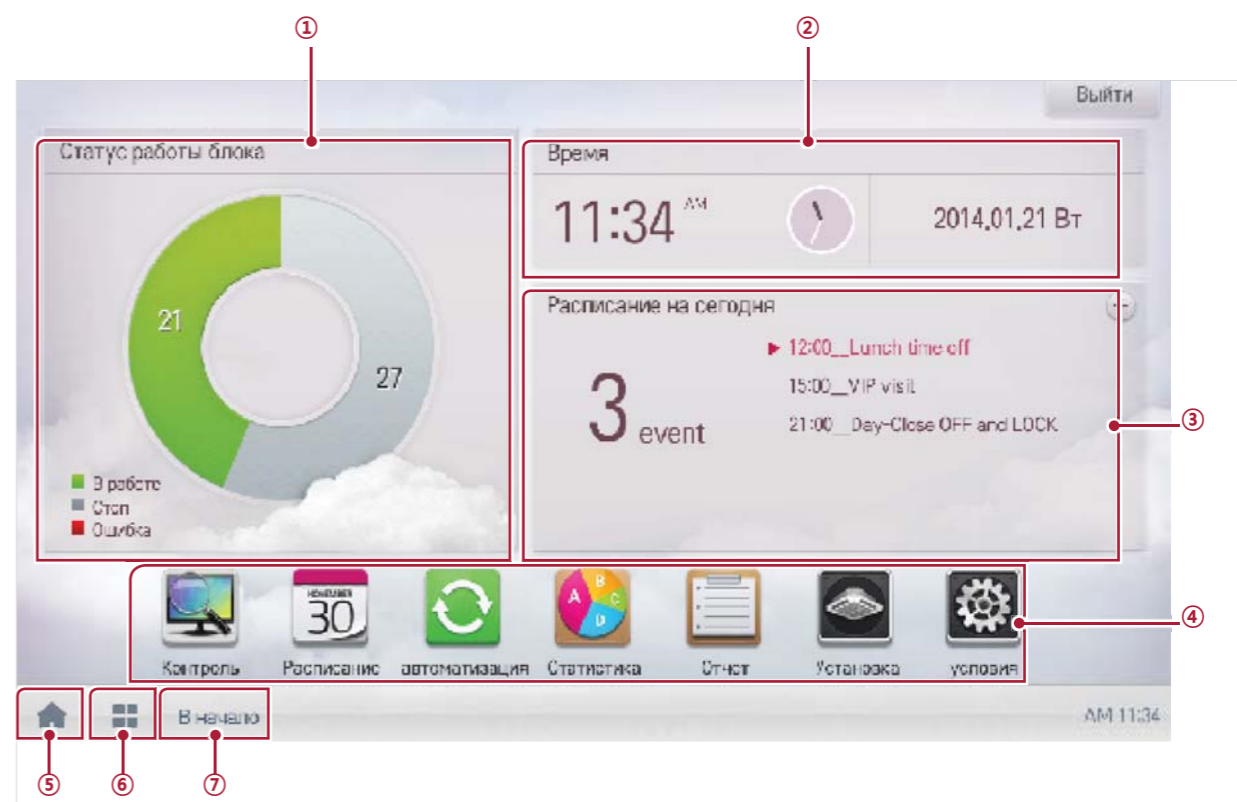 ① ②
Выйти
Статус работы блока
21
27
В работе
Стоп
Ошибка
Время
11:34 AM
2014.01.21 Вт
Расписание на сегодня
3 event
12:00__Lunch time off
15:00__VIP visit
21:00__Day-Close OFF and LOCK
③
NOVEMBER
30
A B C D
④
Контроль Расписание автоматизация Статистика Отчет Установка условия
В начало
AM 11:34
⑤ ⑥ ⑦